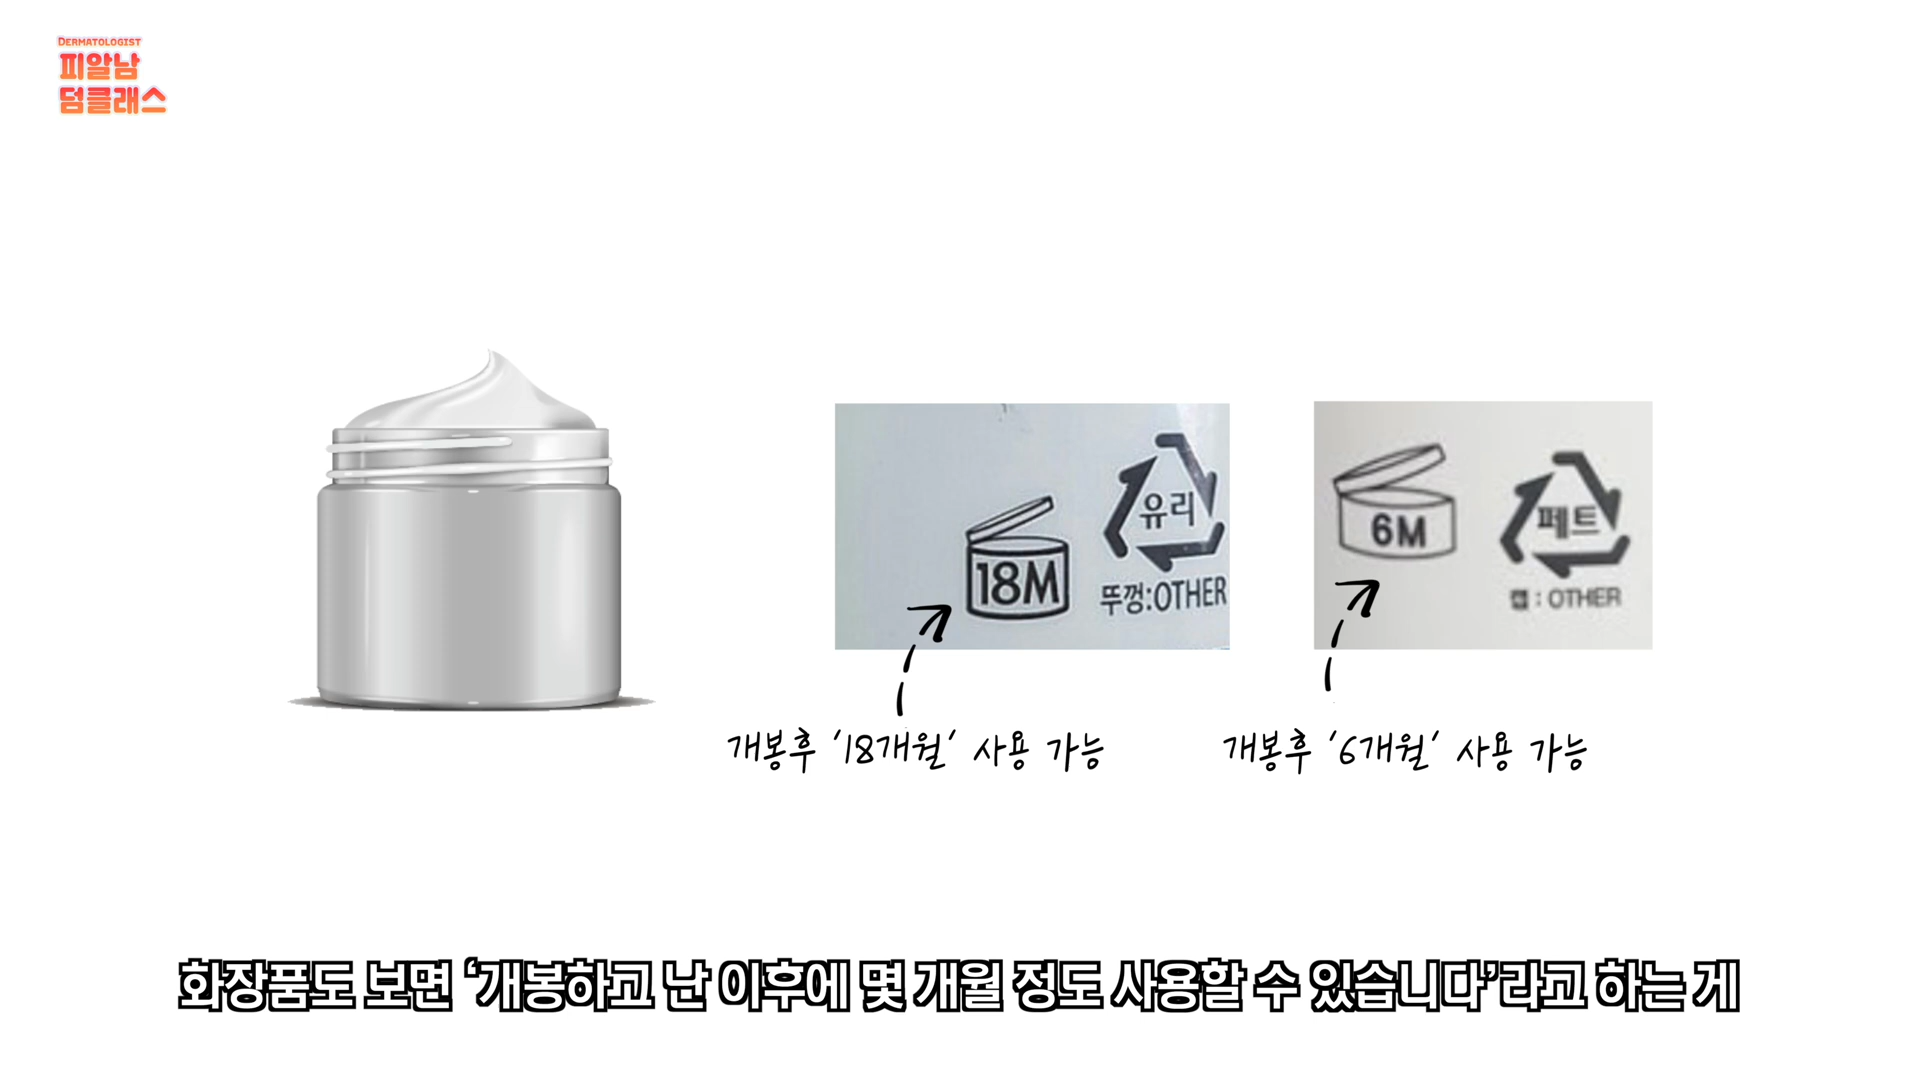 DERMATOLOGIST
피알남
덤클래스
18M
유리
뚜껑:OTHER
6M
페트
캡 : OTHER
개봉후 '18개월' 사용 가능
개봉후 '6개월' 사용 가능
화장품도 보면 ‘개봉하고 난 이후에 몇 개월 정도 사용할 수 있습니다’라고 하는 게